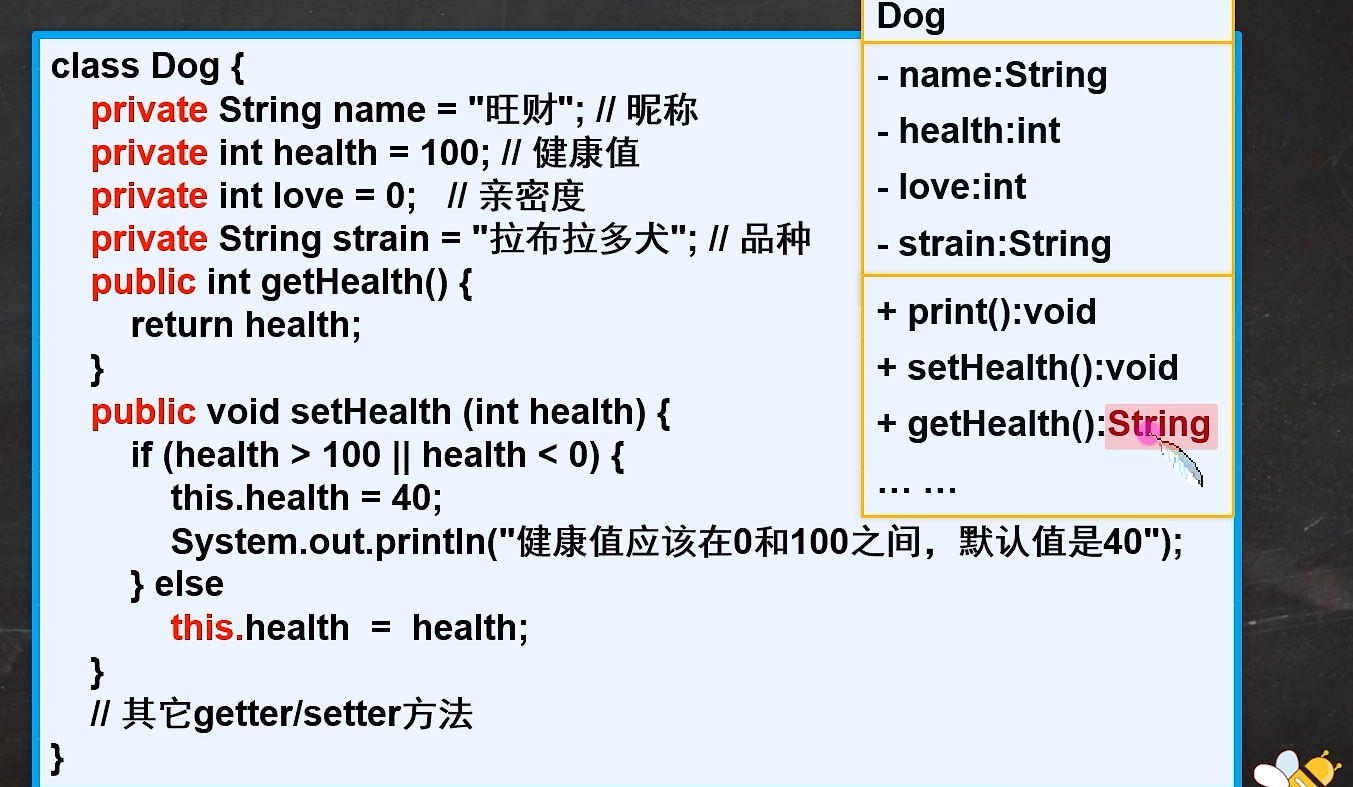 class Dog {
private String name = "旺财"; // 昵称
private int health = 100; // 健康值
private int love = 0; // 亲密度
private String strain = "拉布拉多犬"; // 品种
public int getHealth() {
return health;
}
public void setHealth (int health) {
if (health > 100 || health < 0) {
this.health = 40;
System.out.println("健康值应该在0和100之间，默认值是40");
} else
this.health = health;
}
// 其它getter/setter方法
}
Dog
- name:String
- health:int
- love:int
- strain:String
+ print():void
+ setHealth():void
+ getHealth():String
... ...